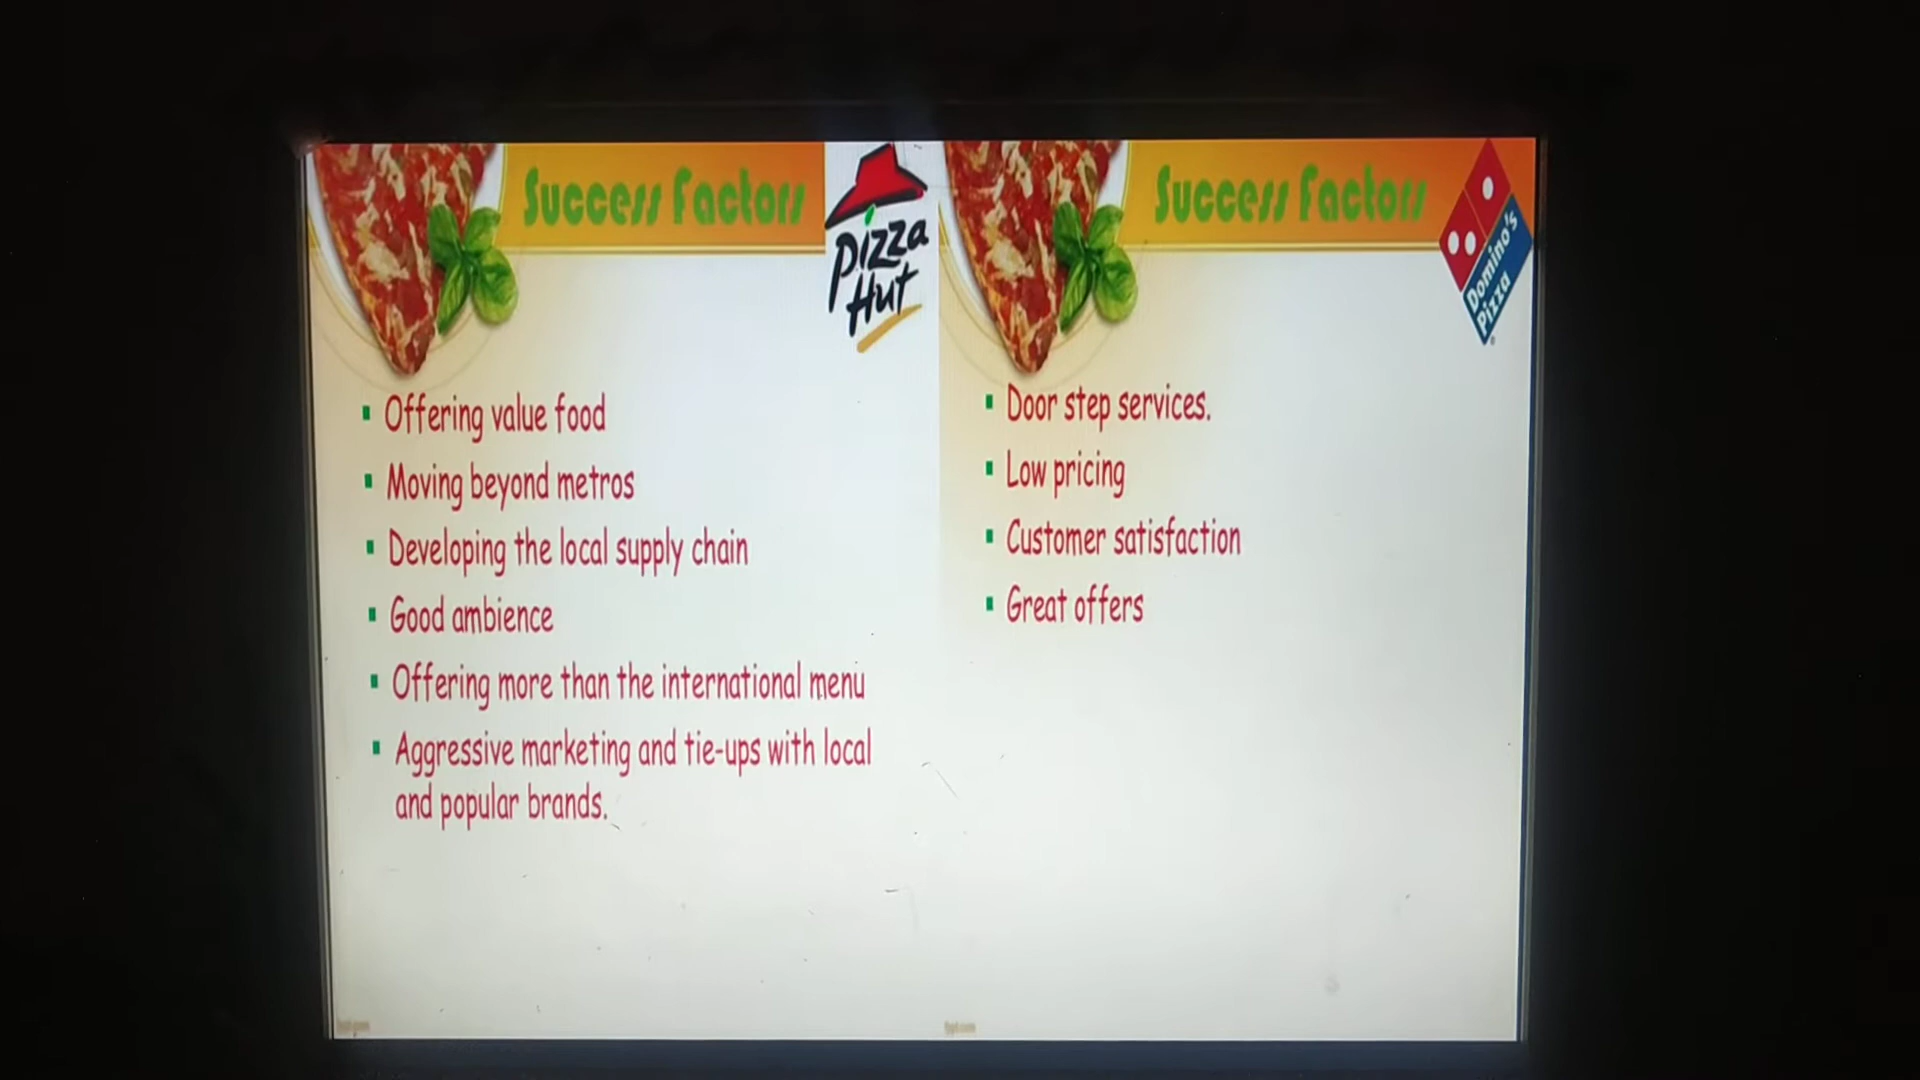 Success Factors
Pizza
Hut
Offering value food
Moving beyond metros
Developing the local supply chain
Good ambience
Offering more than the international menu
Aggressive marketing and tie-ups with local
and popular brands.
Success Factors
Domino's
Pizza
Door step services.
Low pricing
Customer satisfaction
Great offers